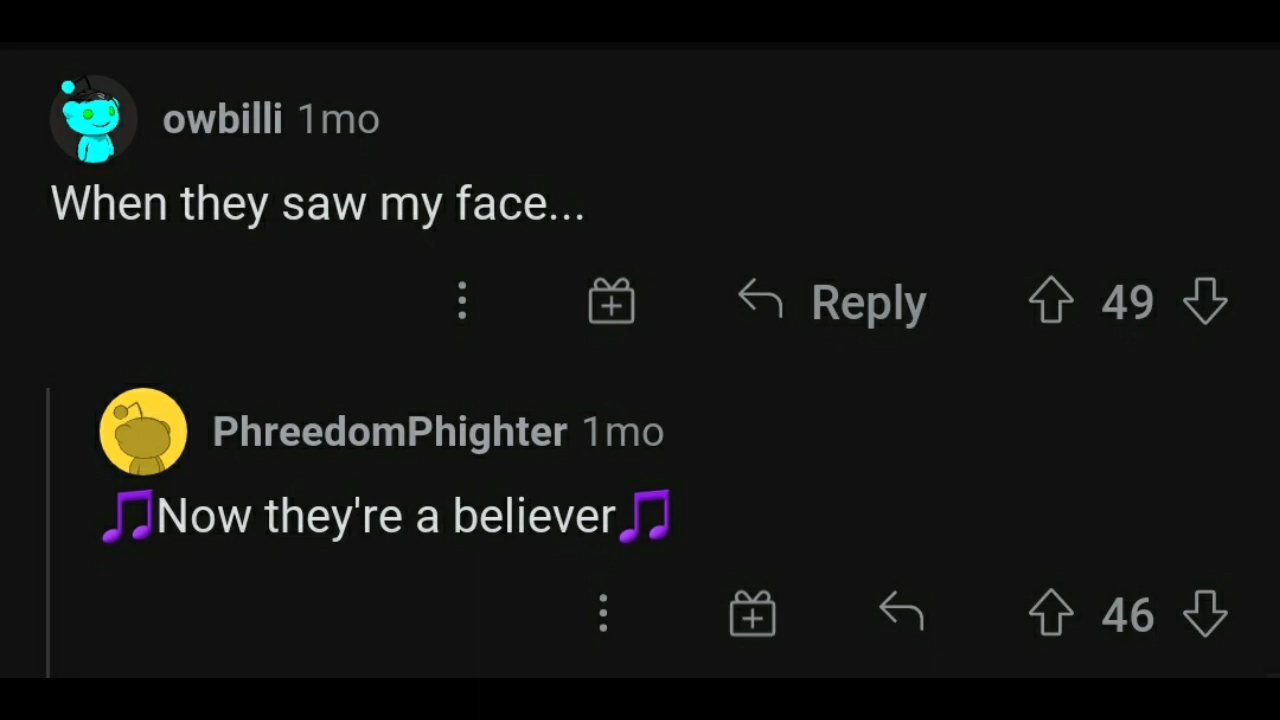 owbilli 1mo
When they saw my face...
Reply 49
PhreedomPhighter 1mo
🎵Now they're a believer🎵
46